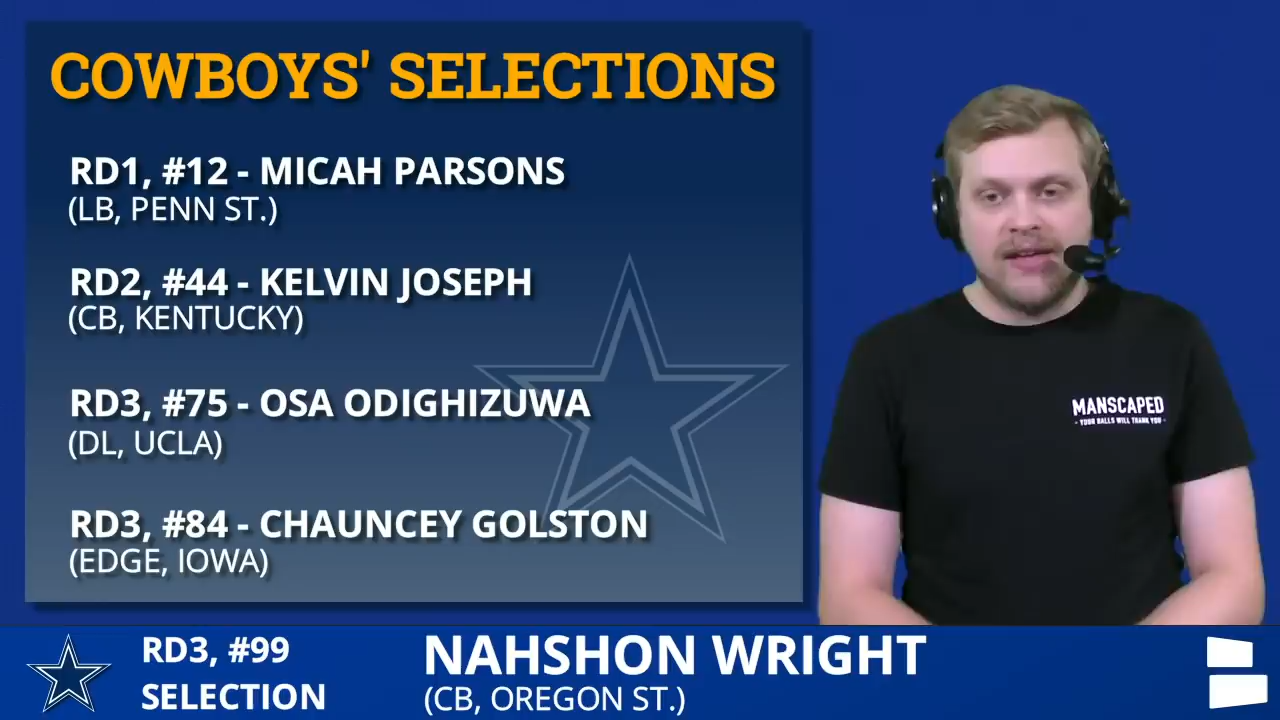 COWBOYS' SELECTIONS
RD1, #12 - MICAH PARSONS
(LB, PENN ST.)
RD2, #44 - KELVIN JOSEPH
(CB, KENTUCKY)
RD3, #75 - OSA ODIGHIZUWA
(DL, UCLA)
RD3, #84 - CHAUNCEY GOLSTON
(EDGE, IOWA)
MANSCAPED
- YOUR BALLS WILL THANK YOU -
RD3, #99
SELECTION
NAHSHON WRIGHT
(CB, OREGON ST.)